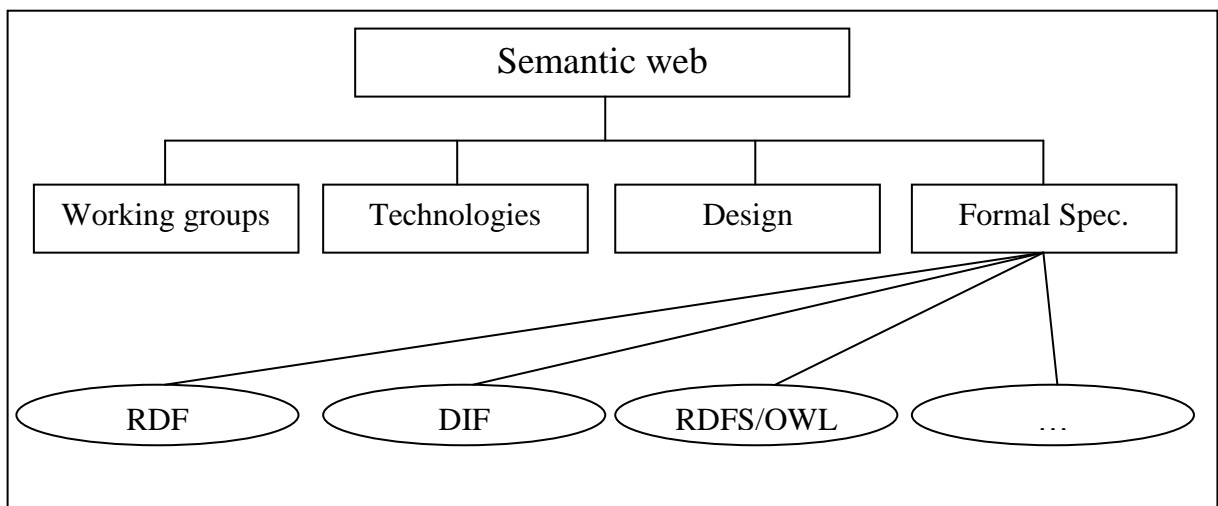 Semantic web
Working groups
Technologies
Design
Formal Spec.
RDF
DIF
RDFS/OWL
…